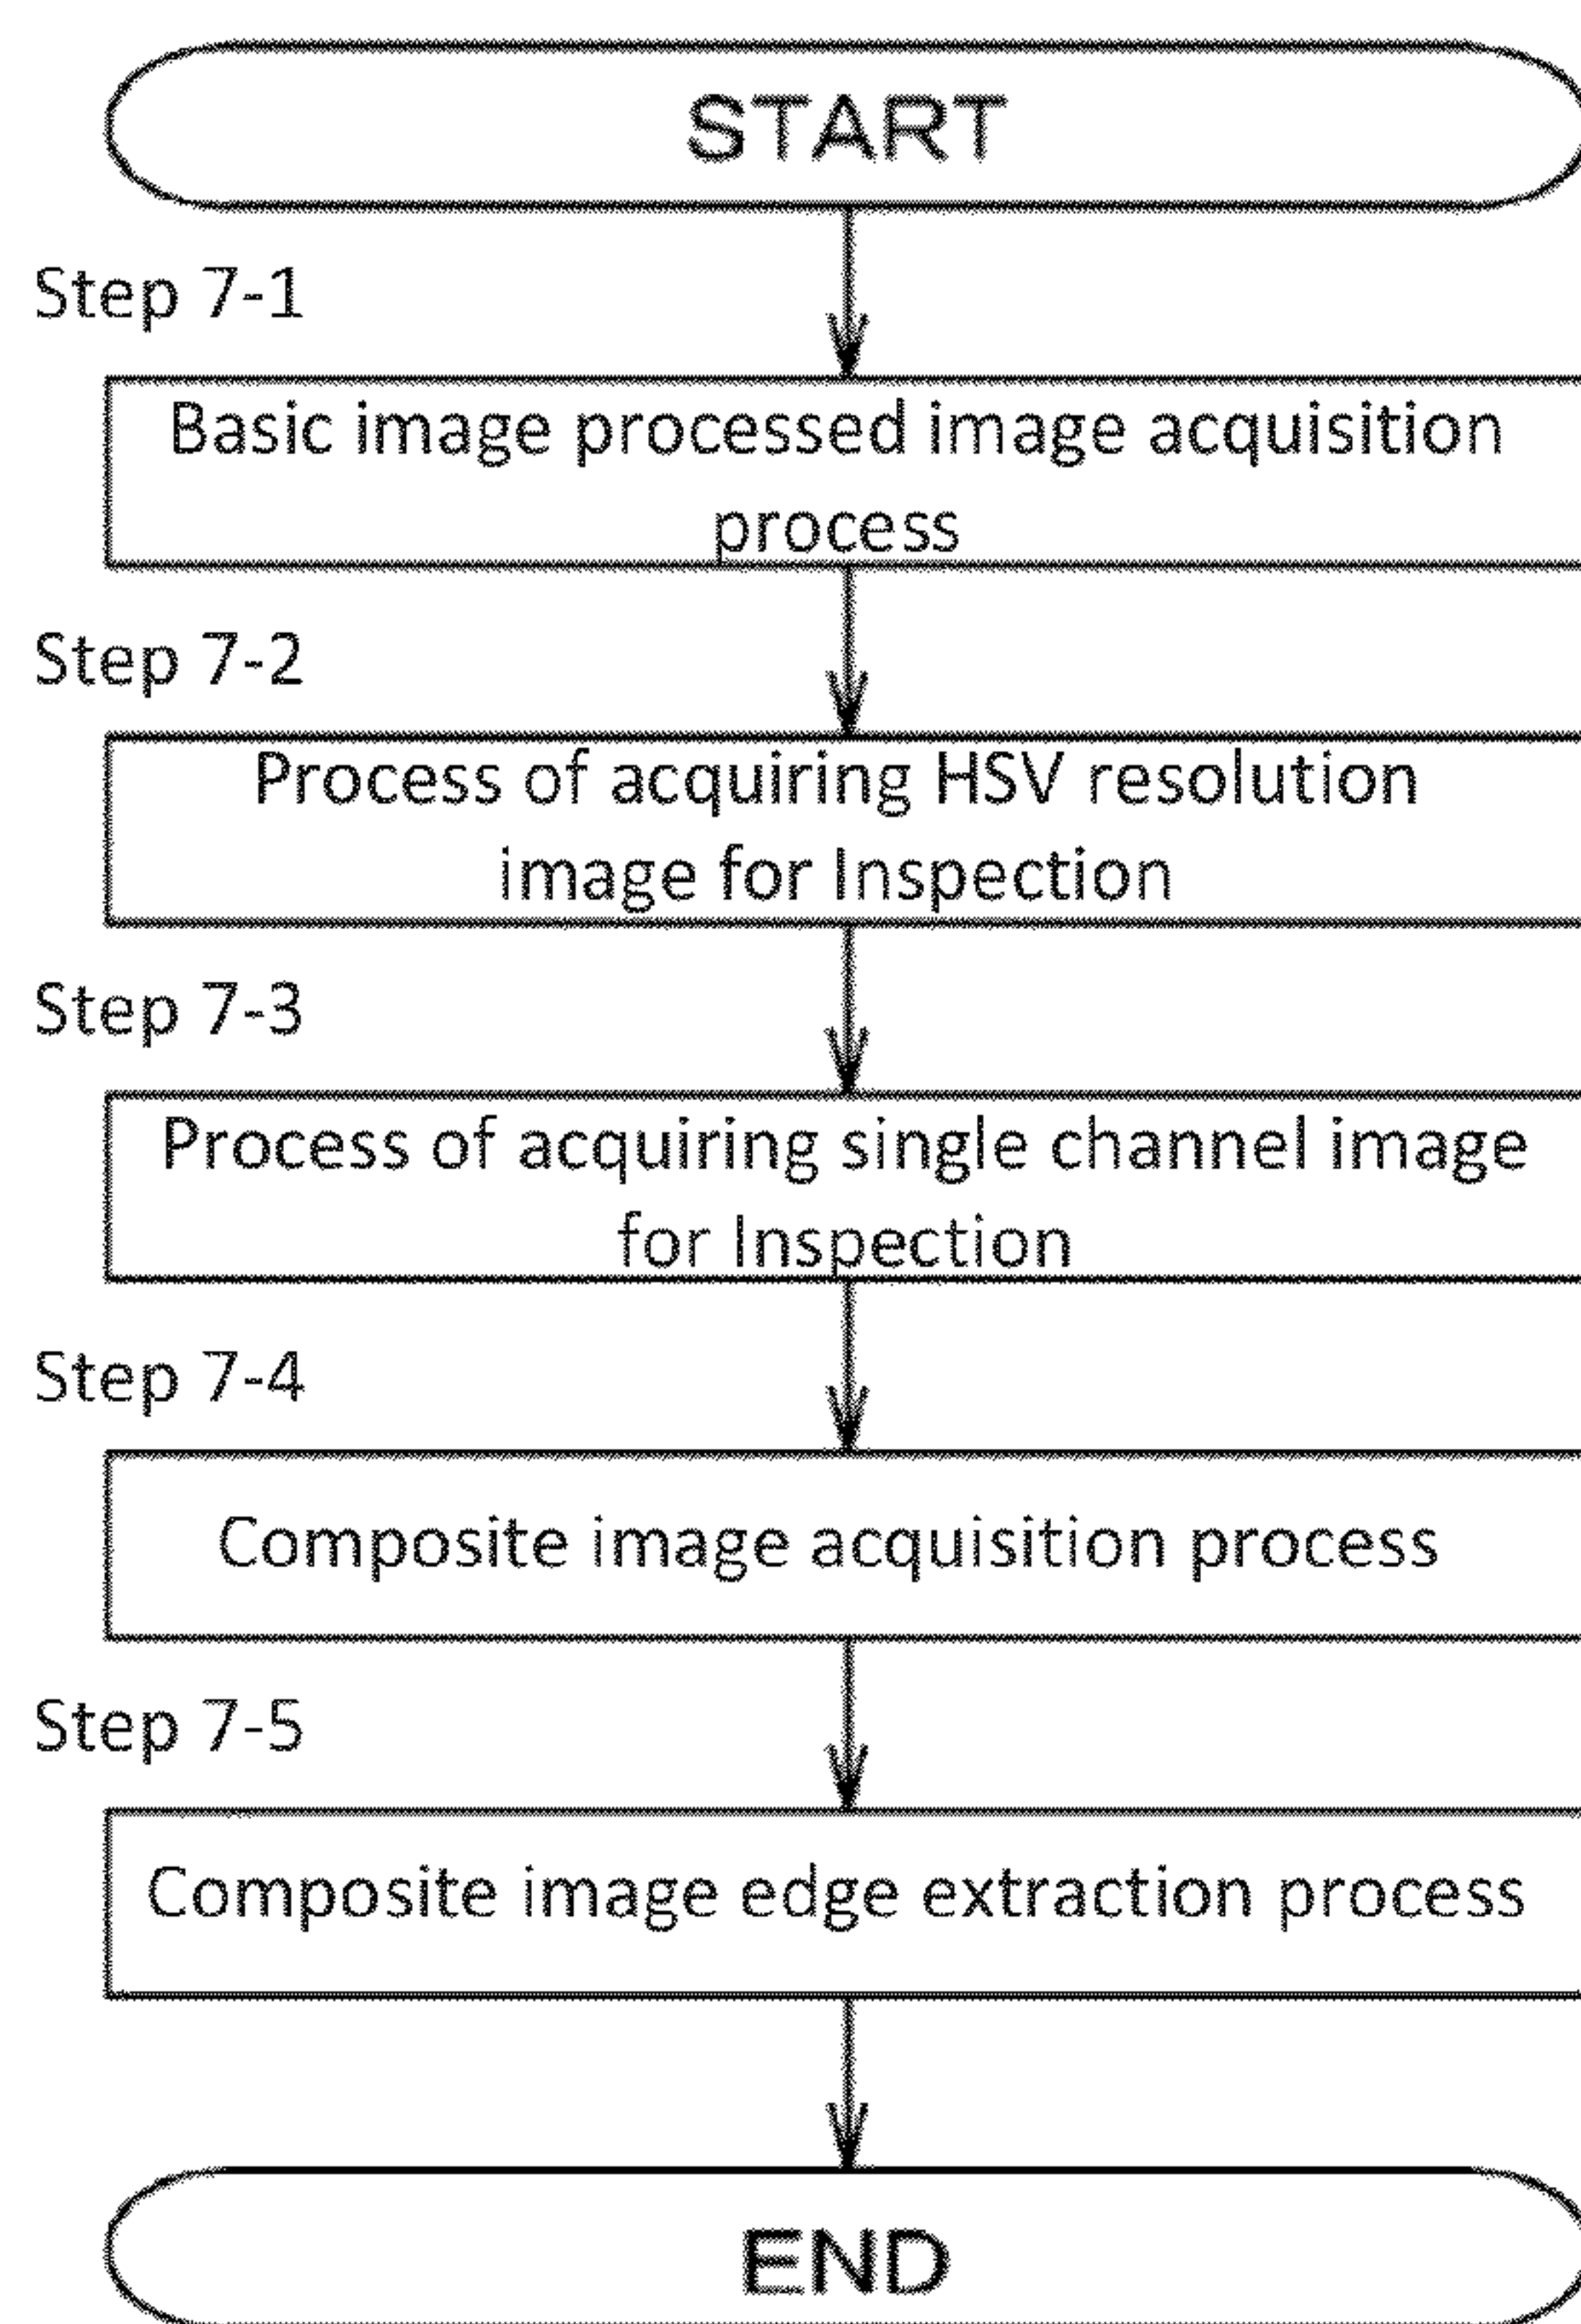 START
Step 7-1
Basic image processed image acquisition
process
Step 7-2
Process of acquiring HSV resolution
image for Inspection
Step 7-3
Process of acquiring single channel image
for Inspection
Step 7-4
Composite image acquisition process
Step 7-5
Composite image edge extraction process
END